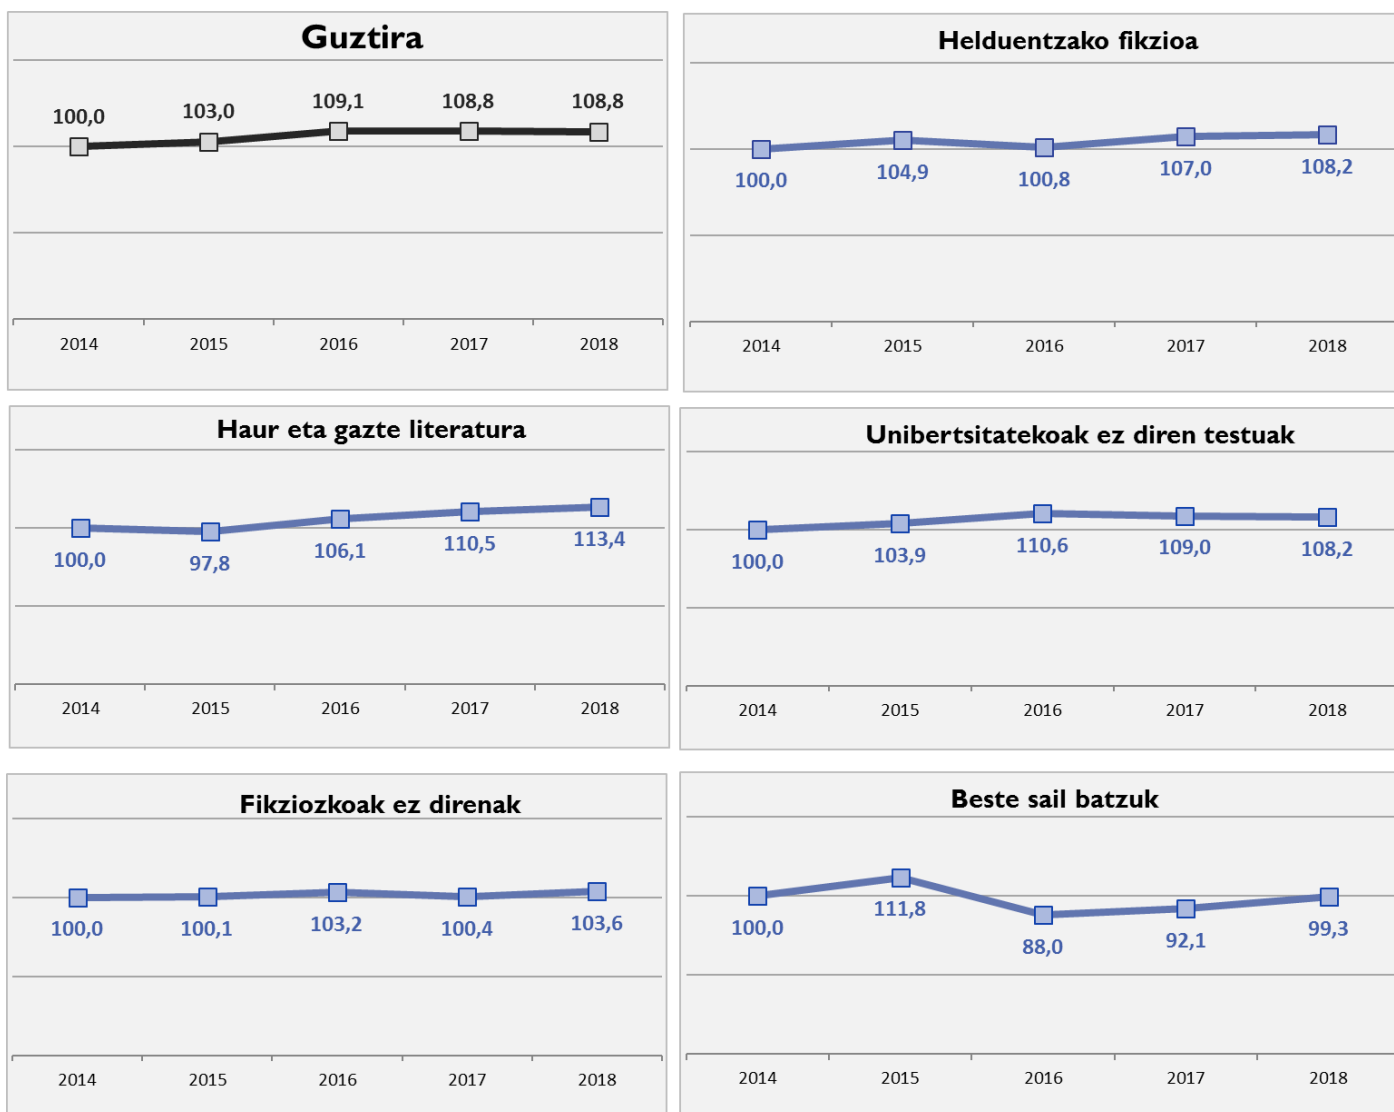 Guztira
100,0 103,0 109,1 108,8 108,8
2014 2015 2016 2017 2018
Helduentzako fikzioa
100,0 104,9 100,8 107,0 108,2
2014 2015 2016 2017 2018
Haur eta gazte literatura
100,0 97,8 106,1 110,5 113,4
2014 2015 2016 2017 2018
Unibertsitatekoak ez diren testuak
100,0 103,9 110,6 109,0 108,2
2014 2015 2016 2017 2018
Fikziozkoak ez direnak
100,0 100,1 103,2 100,4 103,6
2014 2015 2016 2017 2018
Beste sail batzuk
100,0 111,8 88,0 92,1 99,3
2014 2015 2016 2017 2018